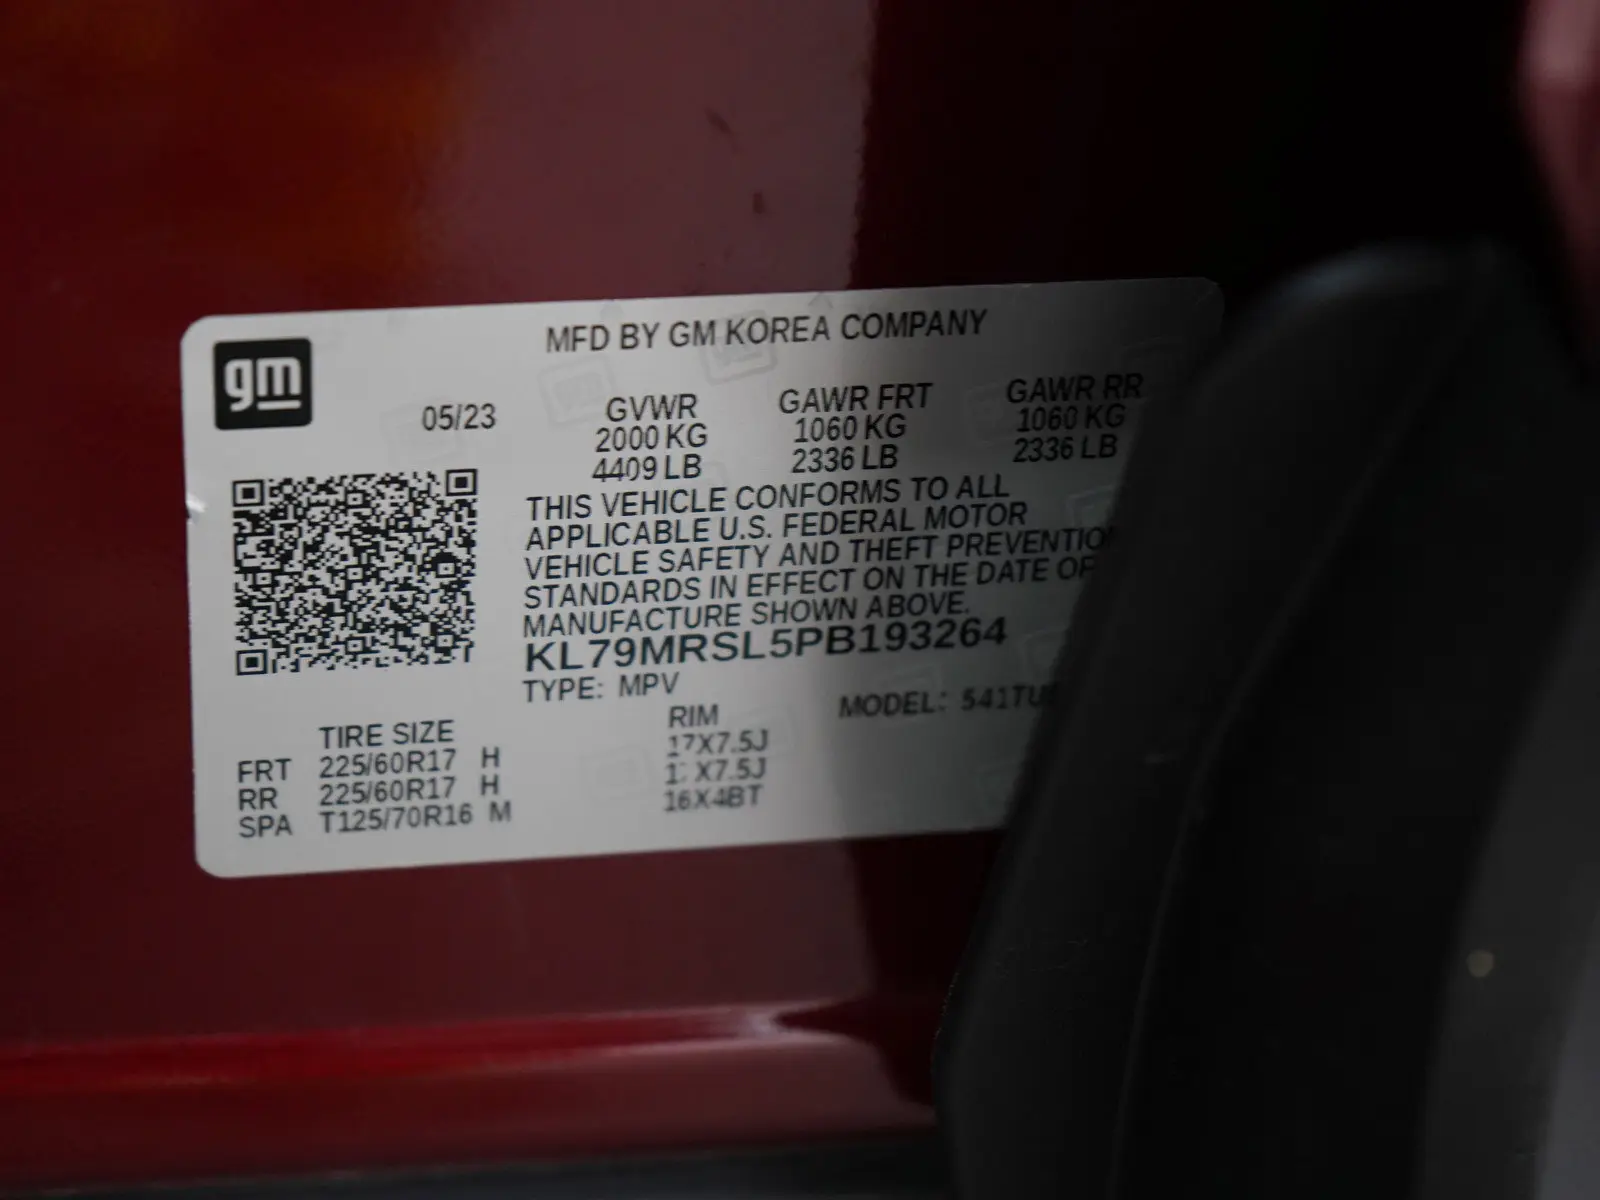 gm
MFD BY GM KOREA COMPANY
05/23
GVWR GAWR FRT GAWR RR
2000 KG 1060 KG 1060 KG
4409 LB 2336 LB 2336 LB
THIS VEHICLE CONFORMS TO ALL
APPLICABLE U.S. FEDERAL MOTOR
VEHICLE SAFETY AND THEFT PREVENTIO
STANDARDS IN EFFECT ON THE DATE OF
MANUFACTURE SHOWN ABOVE.
KL79MRSL5PB193264
TYPE: MPV MODEL:
TIRE SIZE RIM
FRT 225/60R17 H 17X7.5J
RR 225/60R17 H X7.5J
SPA T125/70R16 M 16X4BT